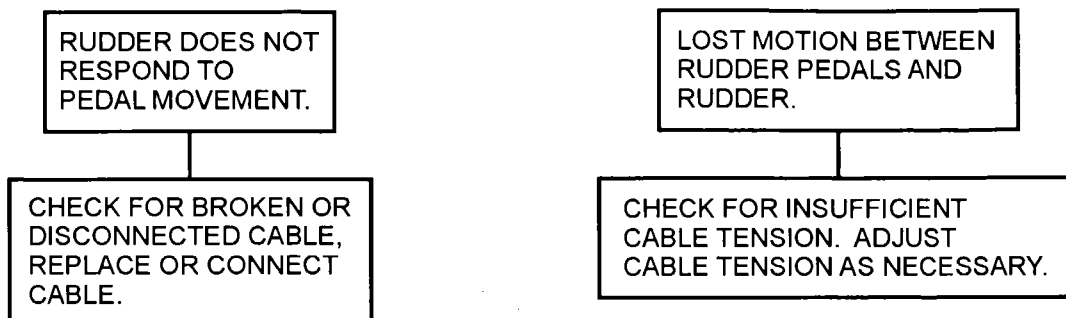 RUDDER DOES NOT
RESPOND TO
PEDAL MOVEMENT.
CHECK FOR BROKEN OR
DISCONNECTED CABLE,
REPLACE OR CONNECT
CABLE.
LOST MOTION BETWEEN
RUDDER PEDALS AND
RUDDER.
CHECK FOR INSUFFICIENT
CABLE TENSION. ADJUST
CABLE TENSION AS NECESSARY.